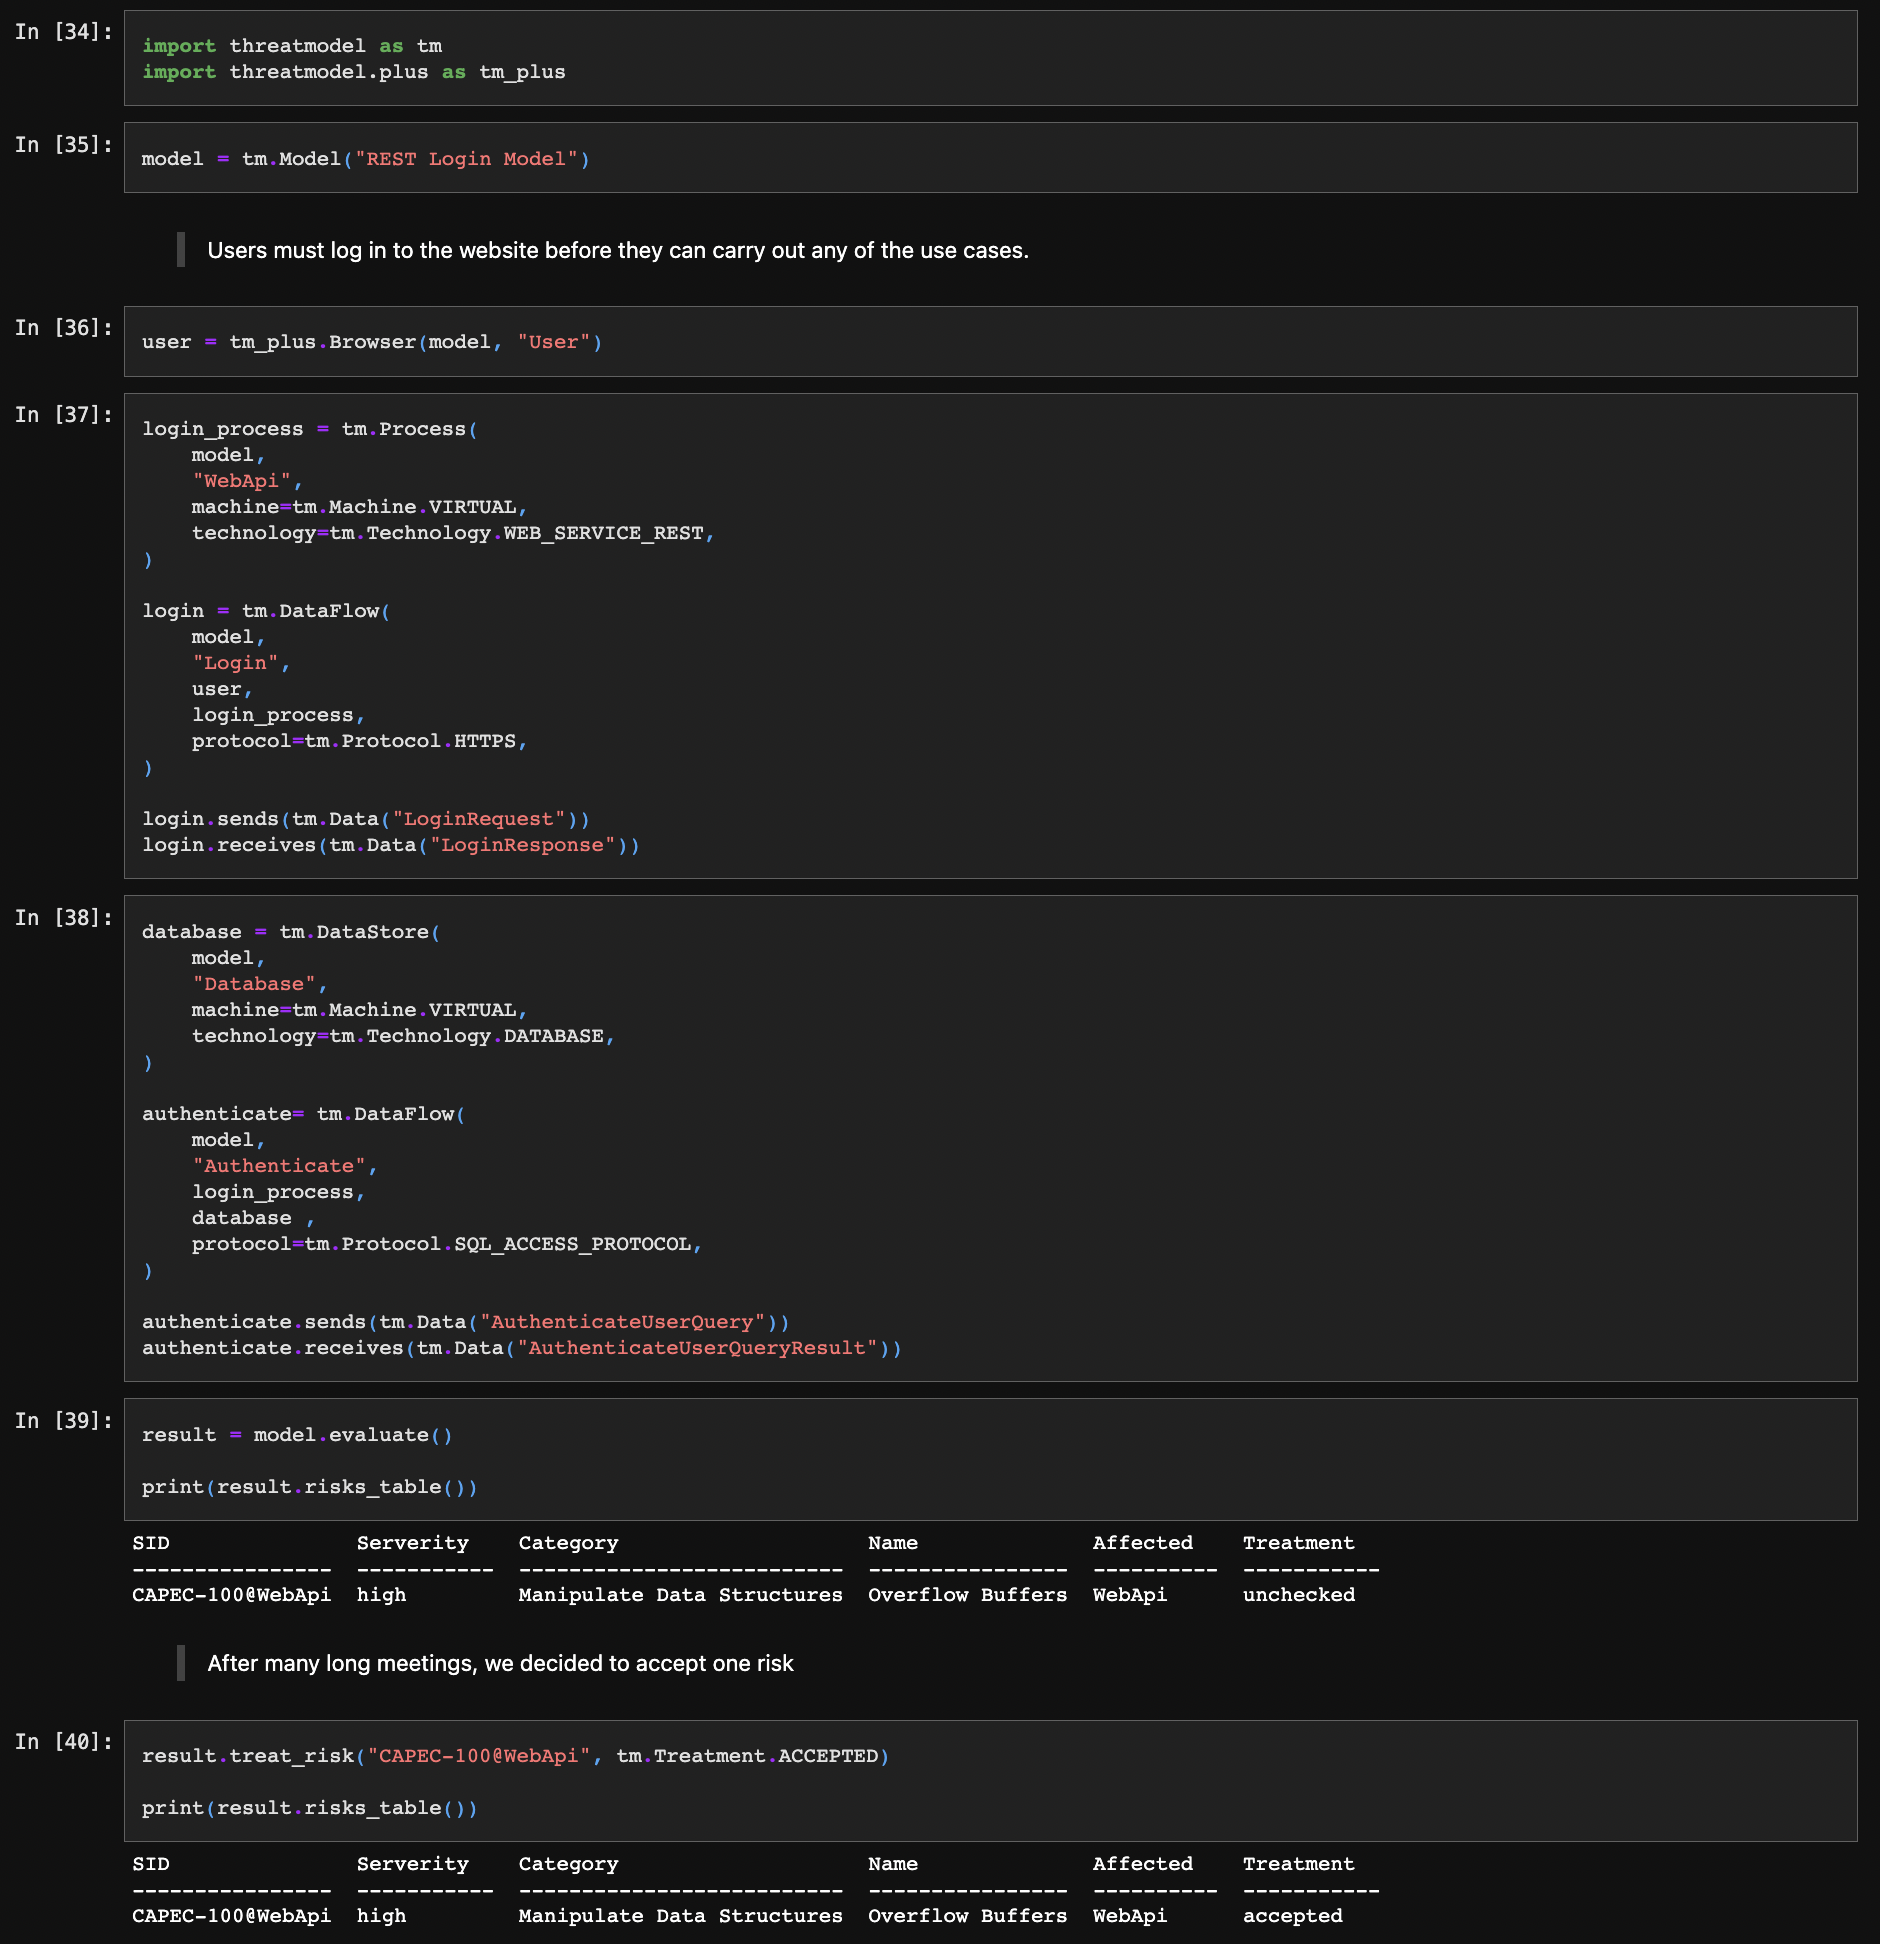 In [34]:
import threatmodel as tm
import threatmodel.plus as tm_plus
In [35]:
model = tm.Model("REST Login Model")
Users must log in to the website before they can carry out any of the use cases.
In [36]:
user = tm_plus.Browser(model, "User")
In [37]:
login_process = tm.Process(
    model,
    "WebApi",
    machine=tm.Machine.VIRTUAL,
    technology=tm.Technology.WEB_SERVICE_REST,
)
login = tm.DataFlow(
    model,
    "Login",
    user,
    login_process,
    protocol=tm.Protocol.HTTPS,
)
login.sends(tm.Data("LoginRequest"))
login.receives(tm.Data("LoginResponse"))
In [38]:
database = tm.DataStore(
    model,
    "Database",
    machine=tm.Machine.VIRTUAL,
    technology=tm.Technology.DATABASE,
)
authenticate= tm.DataFlow(
    model,
    "Authenticate",
    login_process,
    database ,
    protocol=tm.Protocol.SQL_ACCESS_PROTOCOL,
)
authenticate.sends(tm.Data("AuthenticateUserQuery"))
authenticate.receives(tm.Data("AuthenticateUserQueryResult"))
In [39]:
result = model.evaluate()
print(result.risks_table())
SID               Serverity    Category                    Name              Affected    Treatment
----------------  -----------  --------------------------  ----------------  ----------  -----------
CAPEC-100@WebApi  high         Manipulate Data Structures  Overflow Buffers  WebApi      unchecked
After many long meetings, we decided to accept one risk
In [40]:
result.treat_risk("CAPEC-100@WebApi", tm.Treatment.ACCEPTED)
print(result.risks_table())
SID               Serverity    Category                    Name              Affected    Treatment
----------------  -----------  --------------------------  ----------------  ----------  -----------
CAPEC-100@WebApi  high         Manipulate Data Structures  Overflow Buffers  WebApi      accepted